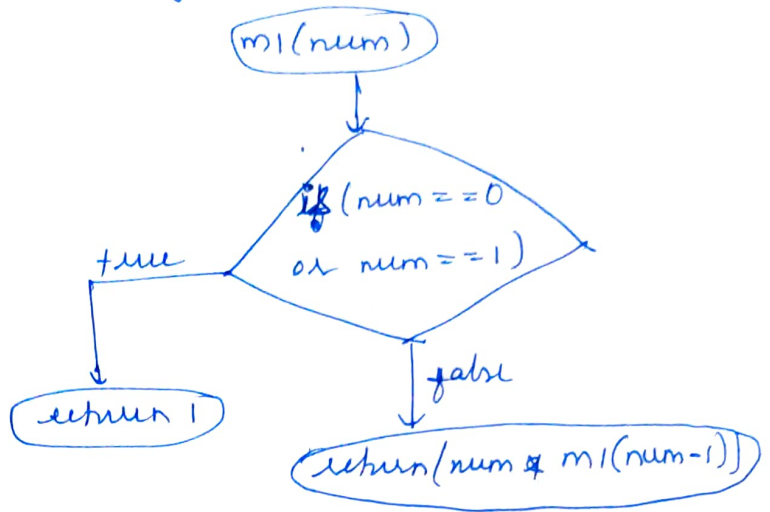 m1(num)
if (num == 0
or num == 1)
true
false
return 1
return(num * m1(num-1))